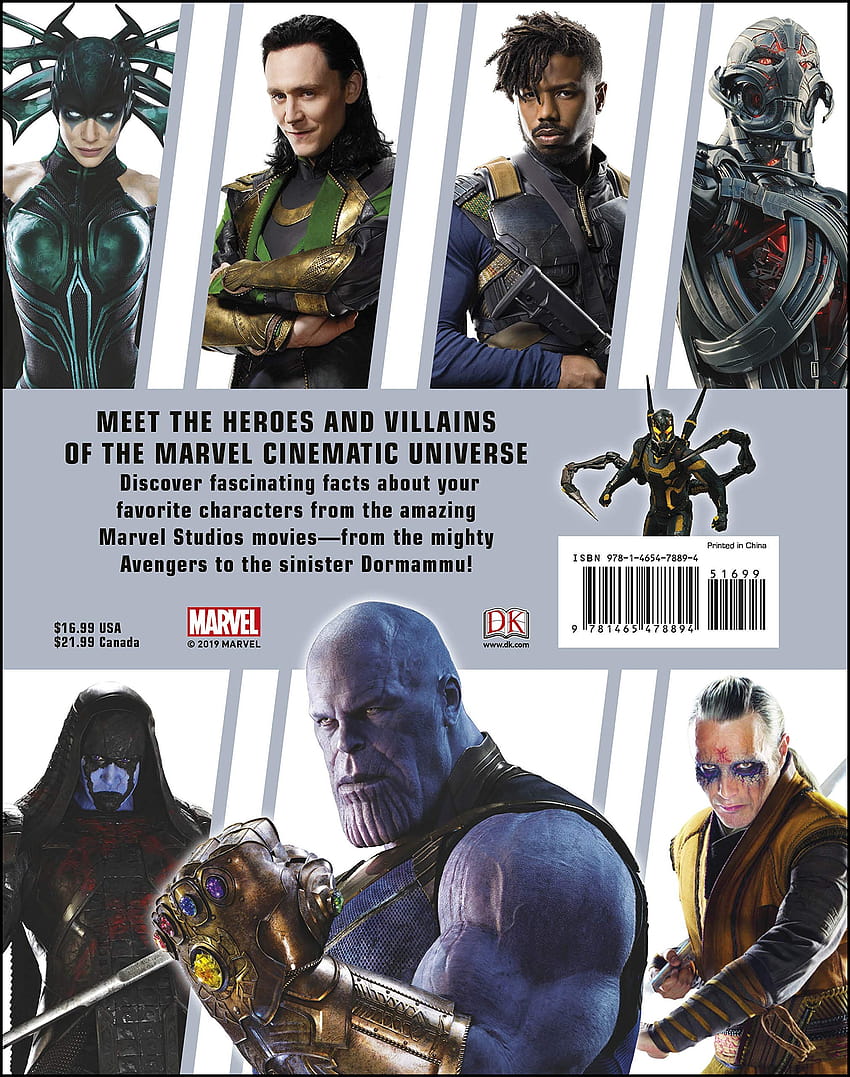 MEET THE HEROES AND VILLAINS
OF THE MARVEL CINEMATIC UNIVERSE
Discover fascinating facts about your
favorite characters from the amazing
Marvel Studios movies—from the mighty
Avengers to the sinister Dormammu!
$16.99 USA
$21.99 Canada
MARVEL
© 2019 MARVEL
DK
www.dk.com
Printed in China
ISBN 978-1-4654-7889-4
51699
9 781465 478894